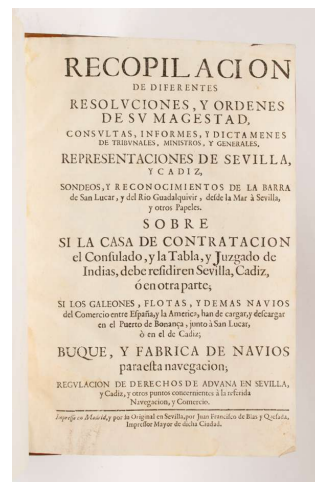 RECOPILACION
DE DIFERENTES
RESOLVCIONES, Y ORDENES
DE SV MAGESTAD,
CONSVLTAS, INFORMES, Y DICTAMENES
DE TRIBVNALES, MINISTROS, Y GENERALES,
REPRESENTACIONES DE SEVILLA,
Y CADIZ,
SONDEOS, Y RECONOCIMIENTOS DE LA BARRA
de San Lucar, y del Rio Guadalquivir, desde la Mar à Sevilla,
y otros Papeles.
SOBRE
SI LA CASA DE CONTRATACION
el Consulado, y la Tabla, y Juzgado de
Indias, debe residir en Sevilla, Cadiz,
ò en otra parte;
SI LOS GALEONES, FLOTAS, Y DEMAS NAVIOS
del Comercio entre España, y la America, han de cargar, y descargar
en el Puerto de Bonança, junto à San Lucar,
ò en el de Cadiz;
BUQUE, Y FABRICA DE NAVIOS
para esta navegacion;
REGVLACION DE DERECHOS DE ADVANA EN SEVILLA,
y Cadiz, y otros puntos concernientes à la referida
Navegacion, y Comercio.
Impresso en Madrid, y por su Original en Sevilla, por Juan Francisco de Blas y Quesada,
Impressor Mayor de dicha Ciudad.